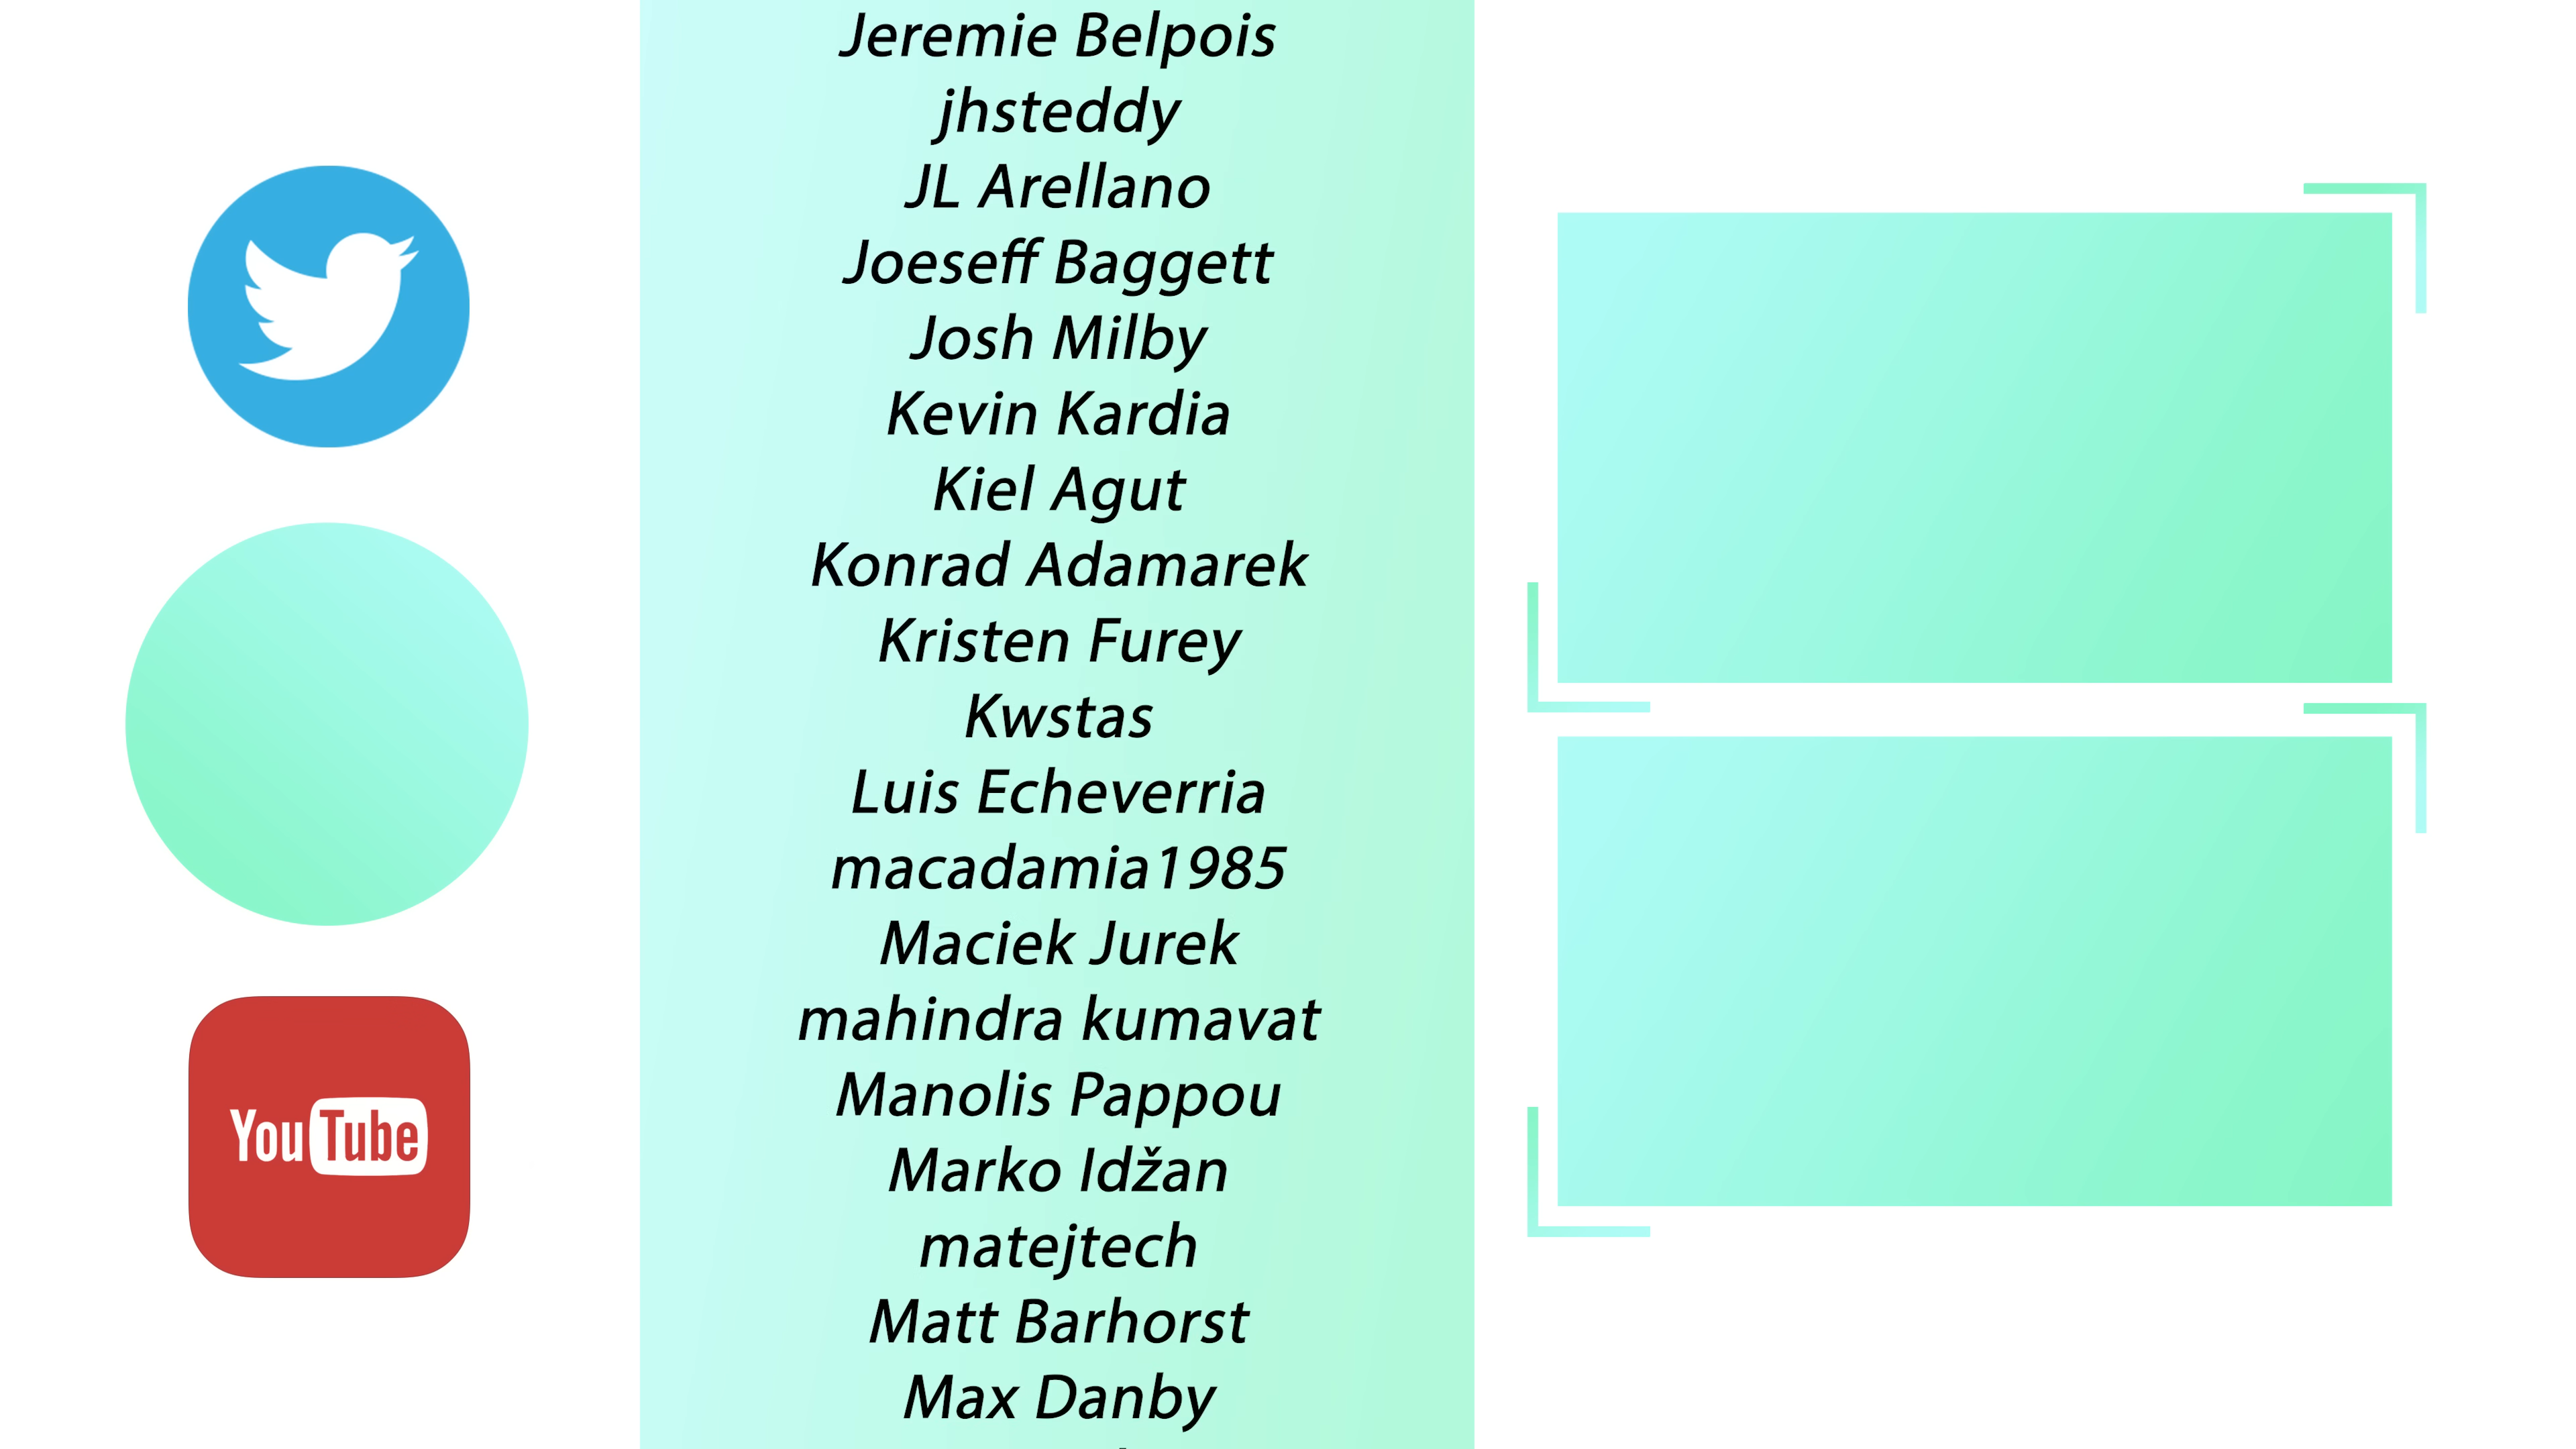 Jeremie Belpois
jhsteddy
JL Arellano
Joeseff Baggett
Josh Milby
Kevin Kardia
Kiel Agut
Konrad Adamarek
Kristen Furey
Kwstas
Luis Echeverria
macadamia1985
Maciek Jurek
mahindra kumavat
Manolis Pappou
Marko Idžan
matejtech
Matt Barhorst
Max Danby
YouTube